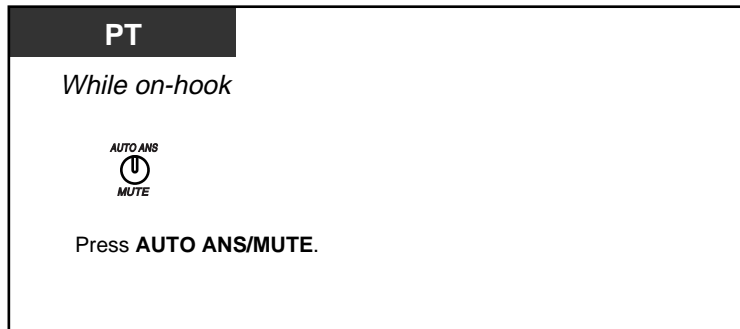 PT
While on-hook
AUTO ANS
MUTE
Press AUTO ANS/MUTE.